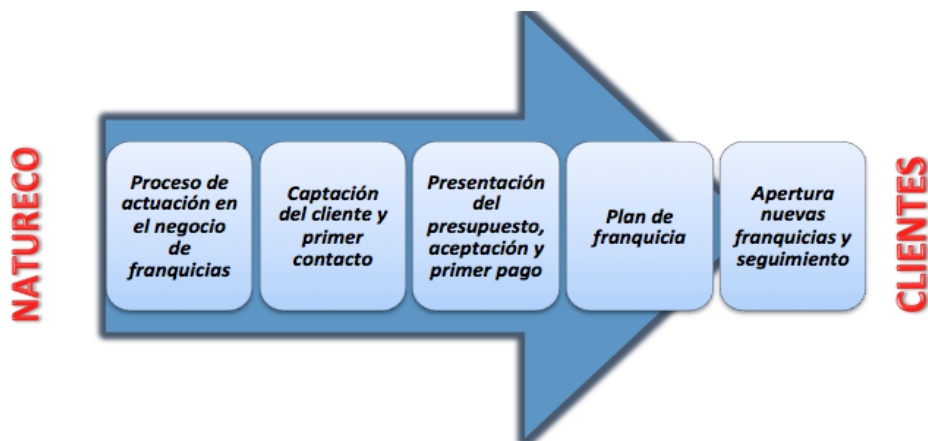 NATURECO
Proceso de
actuación en
el negocio
de
franquicias
Captación
del cliente y
primer
contacto
Presentación
del
presupuesto,
aceptación y
primer pago
Plan de
franquicia
Apertura
nuevas
franquicias y
seguimiento
CLIENTES